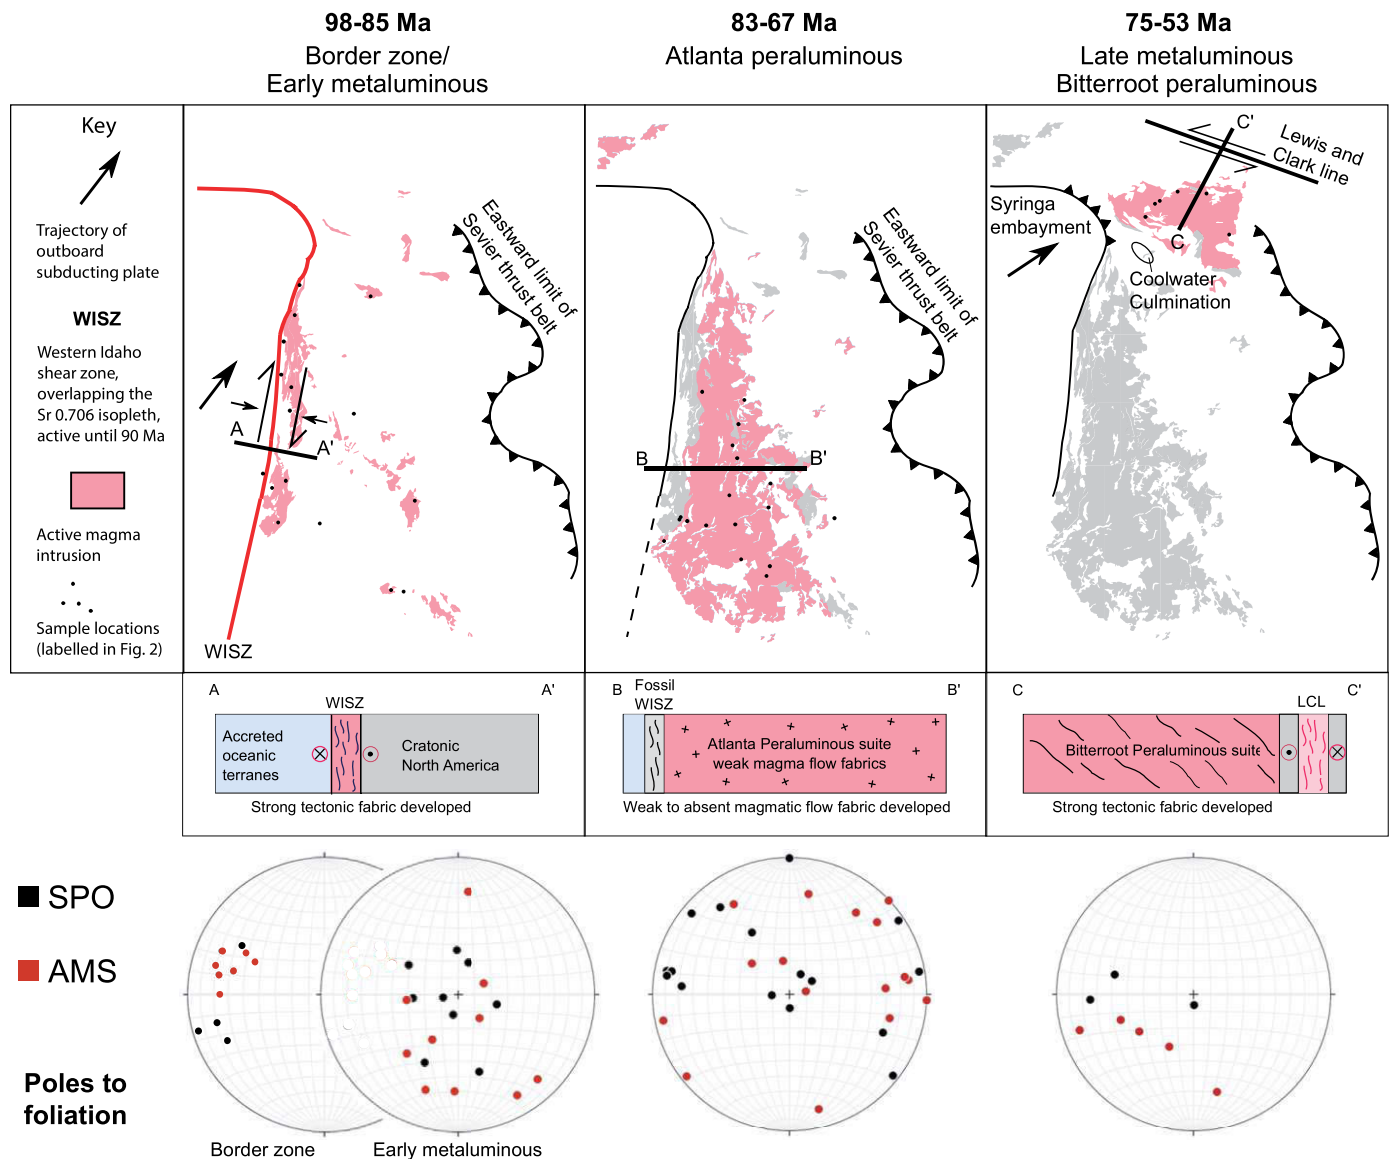 98-85 Ma
Border zone/
Early metaluminous
83-67 Ma
Atlanta peraluminous
75-53 Ma
Late metaluminous
Bitterroot peraluminous
Key
Trajectory of
outboard
subducting plate
WISZ
Western Idaho
shear zone,
overlapping the
Sr 0.706 isopleth,
active until 90 Ma
Active magma
intrusion
Sample locations
(labelled in Fig. 2)
Eastward limit of
Sevier thrust belt
A
A'
WISZ
Eastward limit of
Sevier thrust belt
B
B'
C'
Lewis and
Clark line
Syringa
embayment
C
Coolwater
Culmination
A
A'
WISZ
Accreted
oceanic
terranes
Cratonic
North America
Strong tectonic fabric developed
B
Fossil
WISZ
B'
Atlanta Peraluminous suite
weak magma flow fabrics
Weak to absent magmatic flow fabric developed
C
C'
LCL
Bitterroot Peraluminous suite
Strong tectonic fabric developed
SPO
AMS
Poles to
foliation
Border zone
Early metaluminous